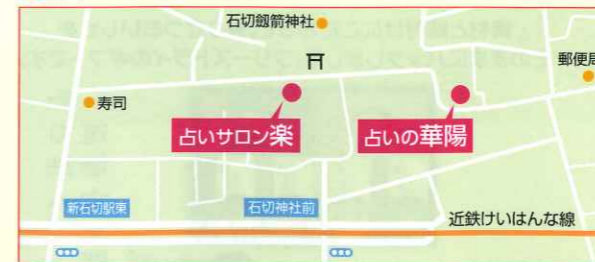 石切劔箭神社
郵便局
寿司
占いサロン楽
占いの華陽
新石切駅東
石切神社前
近鉄けいはんな線